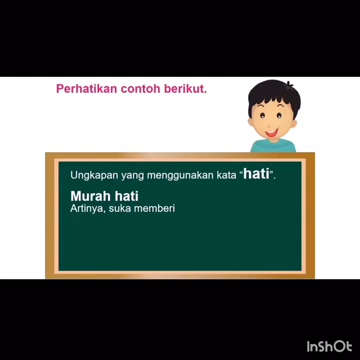 Perhatikan contoh berikut.
Ungkapan yang menggunakan kata "hati".
Murah hati
Artinya, suka memberi
InShOt